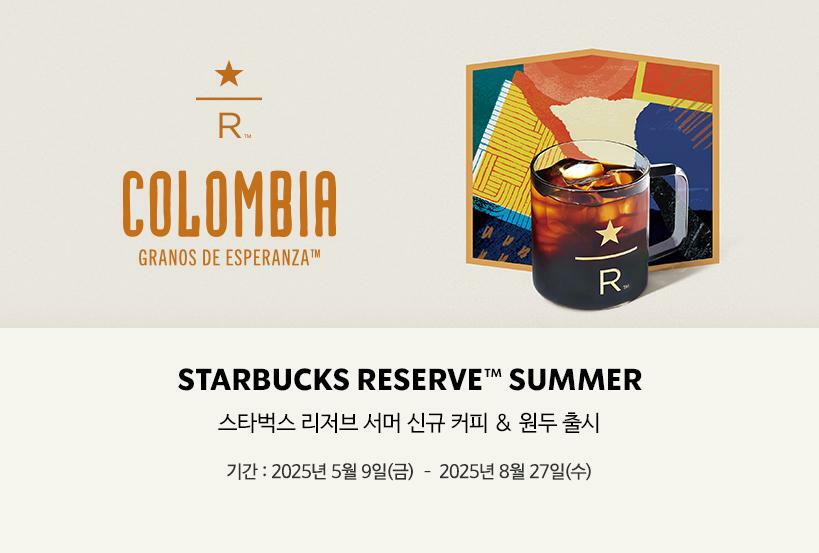 R™
COLOMBIA
GRANOS DE ESPERANZA™
R™
STARBUCKS RESERVE™ SUMMER
스타벅스 리저브 서머 신규 커피 & 원두 출시
기간 : 2025년 5월 9일(금) - 2025년 8월 27일(수)